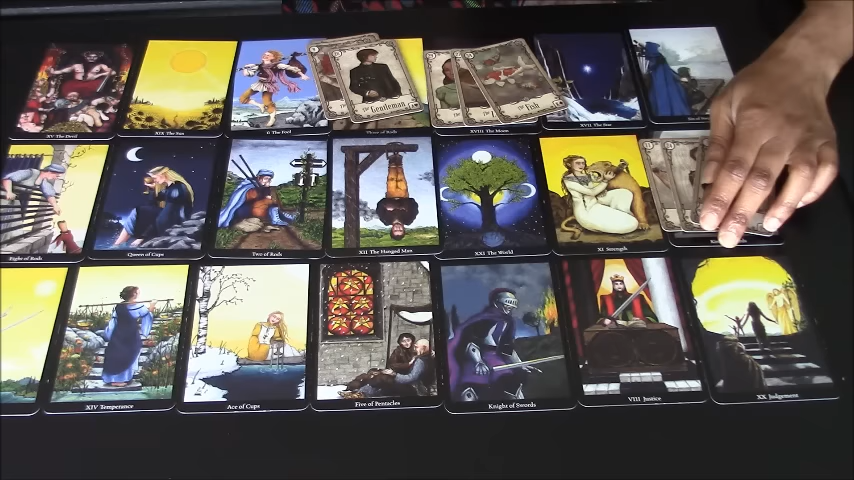 XV The Devil
XIX The Sun
0 The Fool
The Gentleman
Three of Rods
The Fish
XVIII The Moon
XVII The Star
Eight of Rods
Queen of Cups
Two of Rods
XII The Hanged Man
XXI The World
XI Strength
XIV Temperance
Ace of Cups
Five of Pentacles
Knight of Swords
VIII Justice
XX Judgement